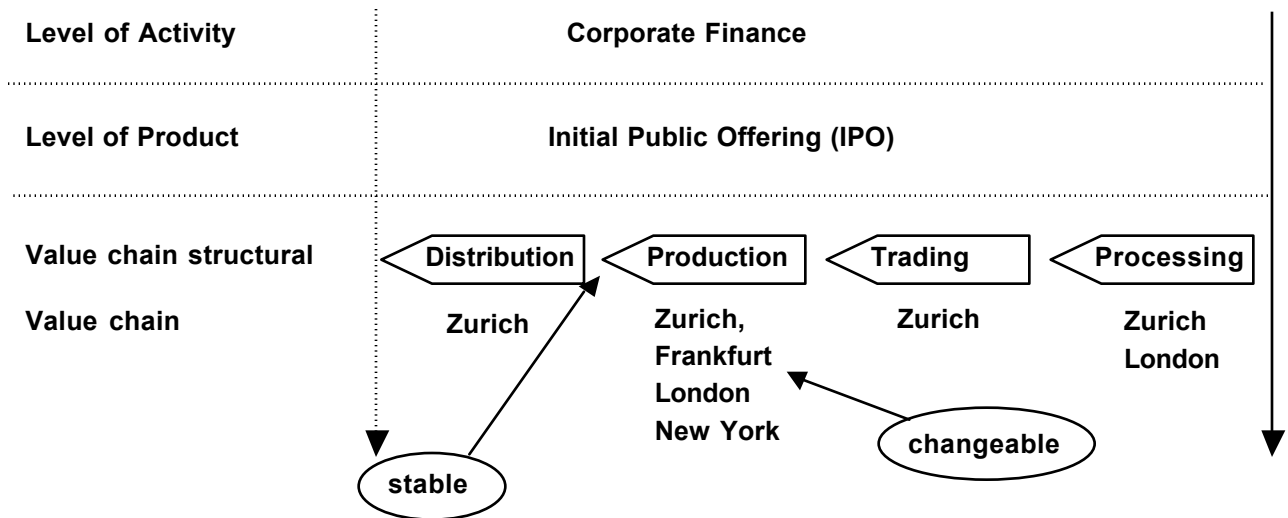 Level of Activity
Corporate Finance
Level of Product
Initial Public Offering (IPO)
Value chain structural
Distribution
Production
Trading
Processing
Value chain
Zurich
Zurich,
Frankfurt
London
New York
Zurich
Zurich
London
stable
changeable